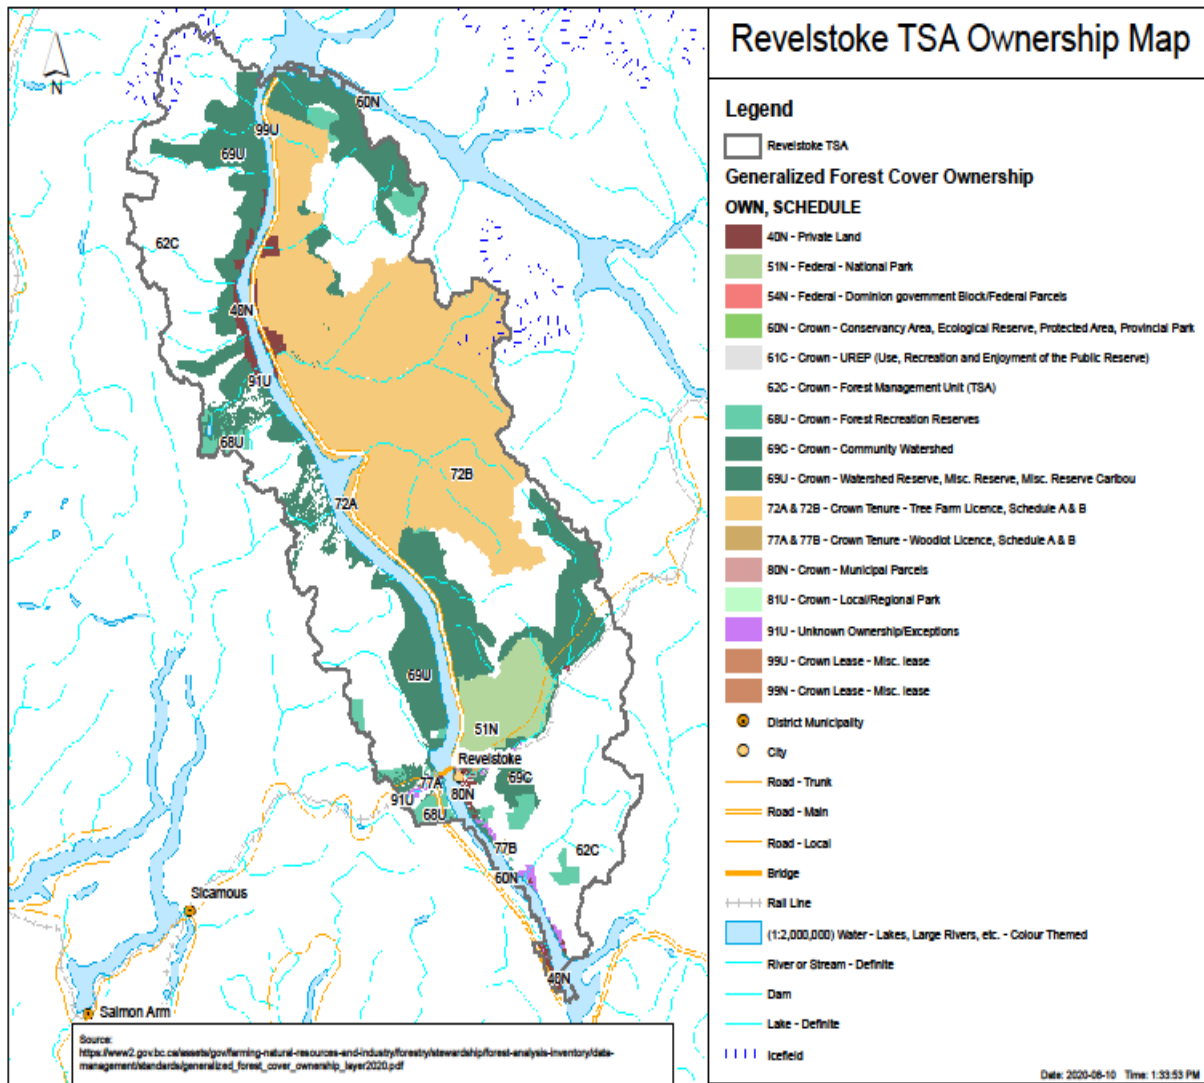 Revelstoke TSA Ownership Map
N
60N
99U
69U
62C
40N
91U
68U
72B
72A
69U
51N
Revelstoke
77A
69C
80N
91U
68U
77B
62C
60N
Sicamous
40N
Salmon Arm
Legend
Revelstoke TSA
Generalized Forest Cover Ownership
OWN, SCHEDULE
40N - Private Land
51N - Federal - National Park
54N - Federal - Dominion government Block/Federal Parcels
60N - Crown - Conservancy Area, Ecological Reserve, Protected Area, Provincial Park
61C - Crown - UREP (Use, Recreation and Enjoyment of the Public Reserve)
62C - Crown - Forest Management Unit (TSA)
68U - Crown - Forest Recreation Reserves
69C - Crown - Community Watershed
69U - Crown - Watershed Reserve, Misc. Reserve, Misc. Reserve Caribou
72A & 72B - Crown Tenure - Tree Farm Licence, Schedule A & B
77A & 77B - Crown Tenure - Woodlot Licence, Schedule A & B
80N - Crown - Municipal Parcels
81U - Crown - Local/Regional Park
91U - Unknown Ownership/Exceptions
99U - Crown Lease - Misc. lease
99N - Crown Lease - Misc. lease
District Municipality
City
Road - Trunk
Road - Main
Road - Local
Bridge
Rail Line
(1:2,000,000) Water - Lakes, Large Rivers, etc. - Colour Themed
River or Stream - Definite
Dam
Lake - Definite
Icefield
Source:
https://www2.gov.bc.ca/assets/gov/farming-natural-resources-and-industry/forestry/stewardship/forest-analysis-inventory/data-
management/standards/generalized_forest_cover_ownership_layer2020.pdf
Date: 2020-08-10 Time: 1:33:53 PM